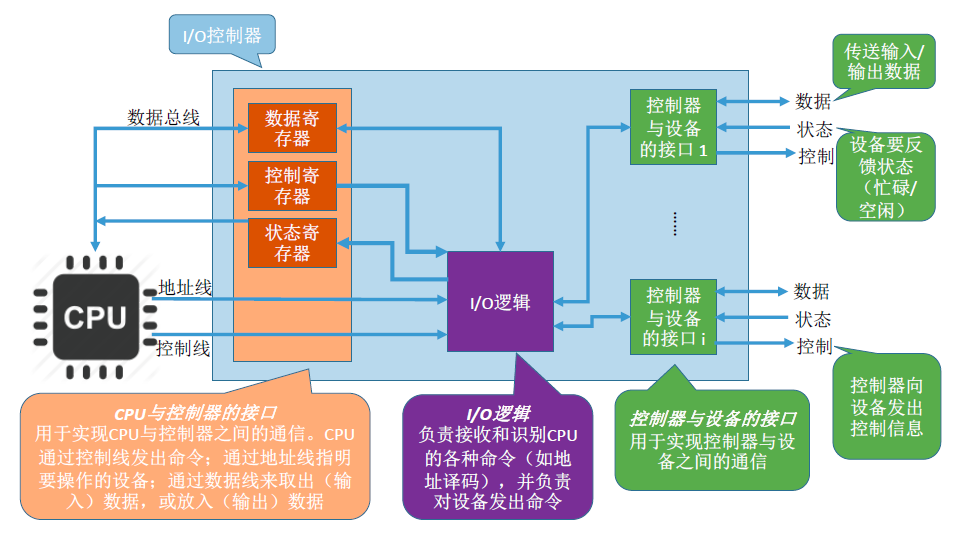 I/O控制器
传送输入/
输出数据
数据总线
数据寄
存器
控制寄
存器
状态寄
存器
控制器
与设备
的接口 1
数据
状态
控制
设备要反
馈状态
（忙碌/
空闲）
......
CPU
地址线
控制线
I/O逻辑
控制器
与设备
的接口 i
数据
状态
控制
CPU与控制器的接口
用于实现CPU与控制器之间的通信。CPU
通过控制线发出命令；通过地址线指明
要操作的设备；通过数据线来取出（输
入）数据，或放入（输出）数据
I/O逻辑
负责接收和识别CPU
的各种命令（如地
址译码），并负责
对设备发出命令
控制器与设备的接口
用于实现控制器与设
备之间的通信
控制器向
设备发出
控制信息